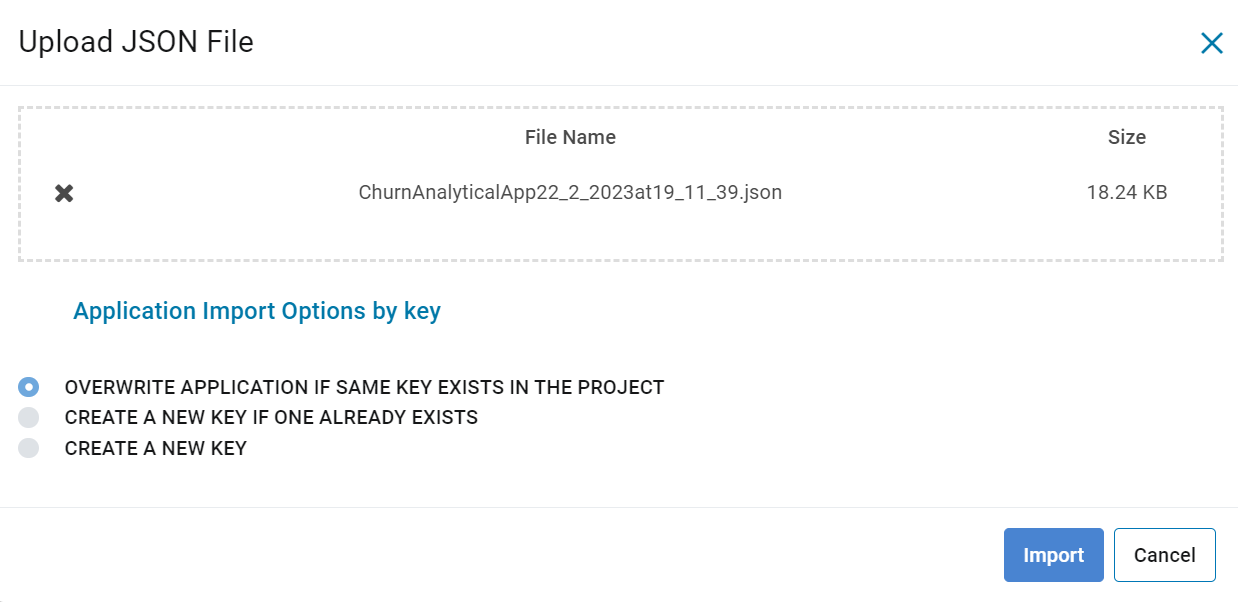 Upload JSON File
File Name Size
ChurnAnalyticalApp22_2_2023at19_11_39.json 18.24 KB
Application Import Options by key
OVERWRITE APPLICATION IF SAME KEY EXISTS IN THE PROJECT
CREATE A NEW KEY IF ONE ALREADY EXISTS
CREATE A NEW KEY
Import Cancel